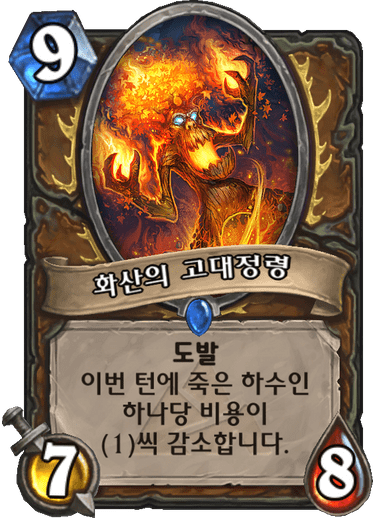 9
화산의 고대정령
도발
이번 턴에 죽은 하수인
하나당 비용이
(1)씩 감소합니다.
7
8